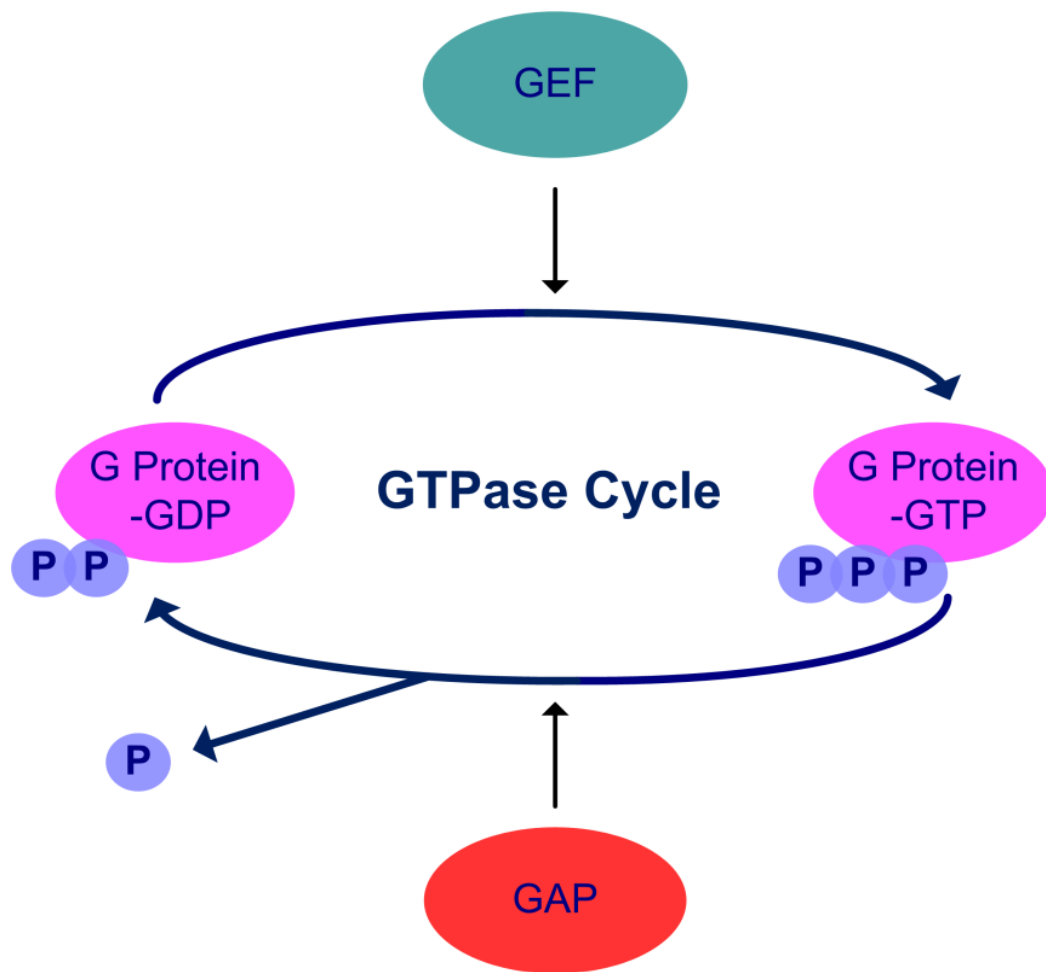 GEF
G Protein
-GDP
P P
GTPase Cycle
G Protein
-GTP
P P P
P
GAP